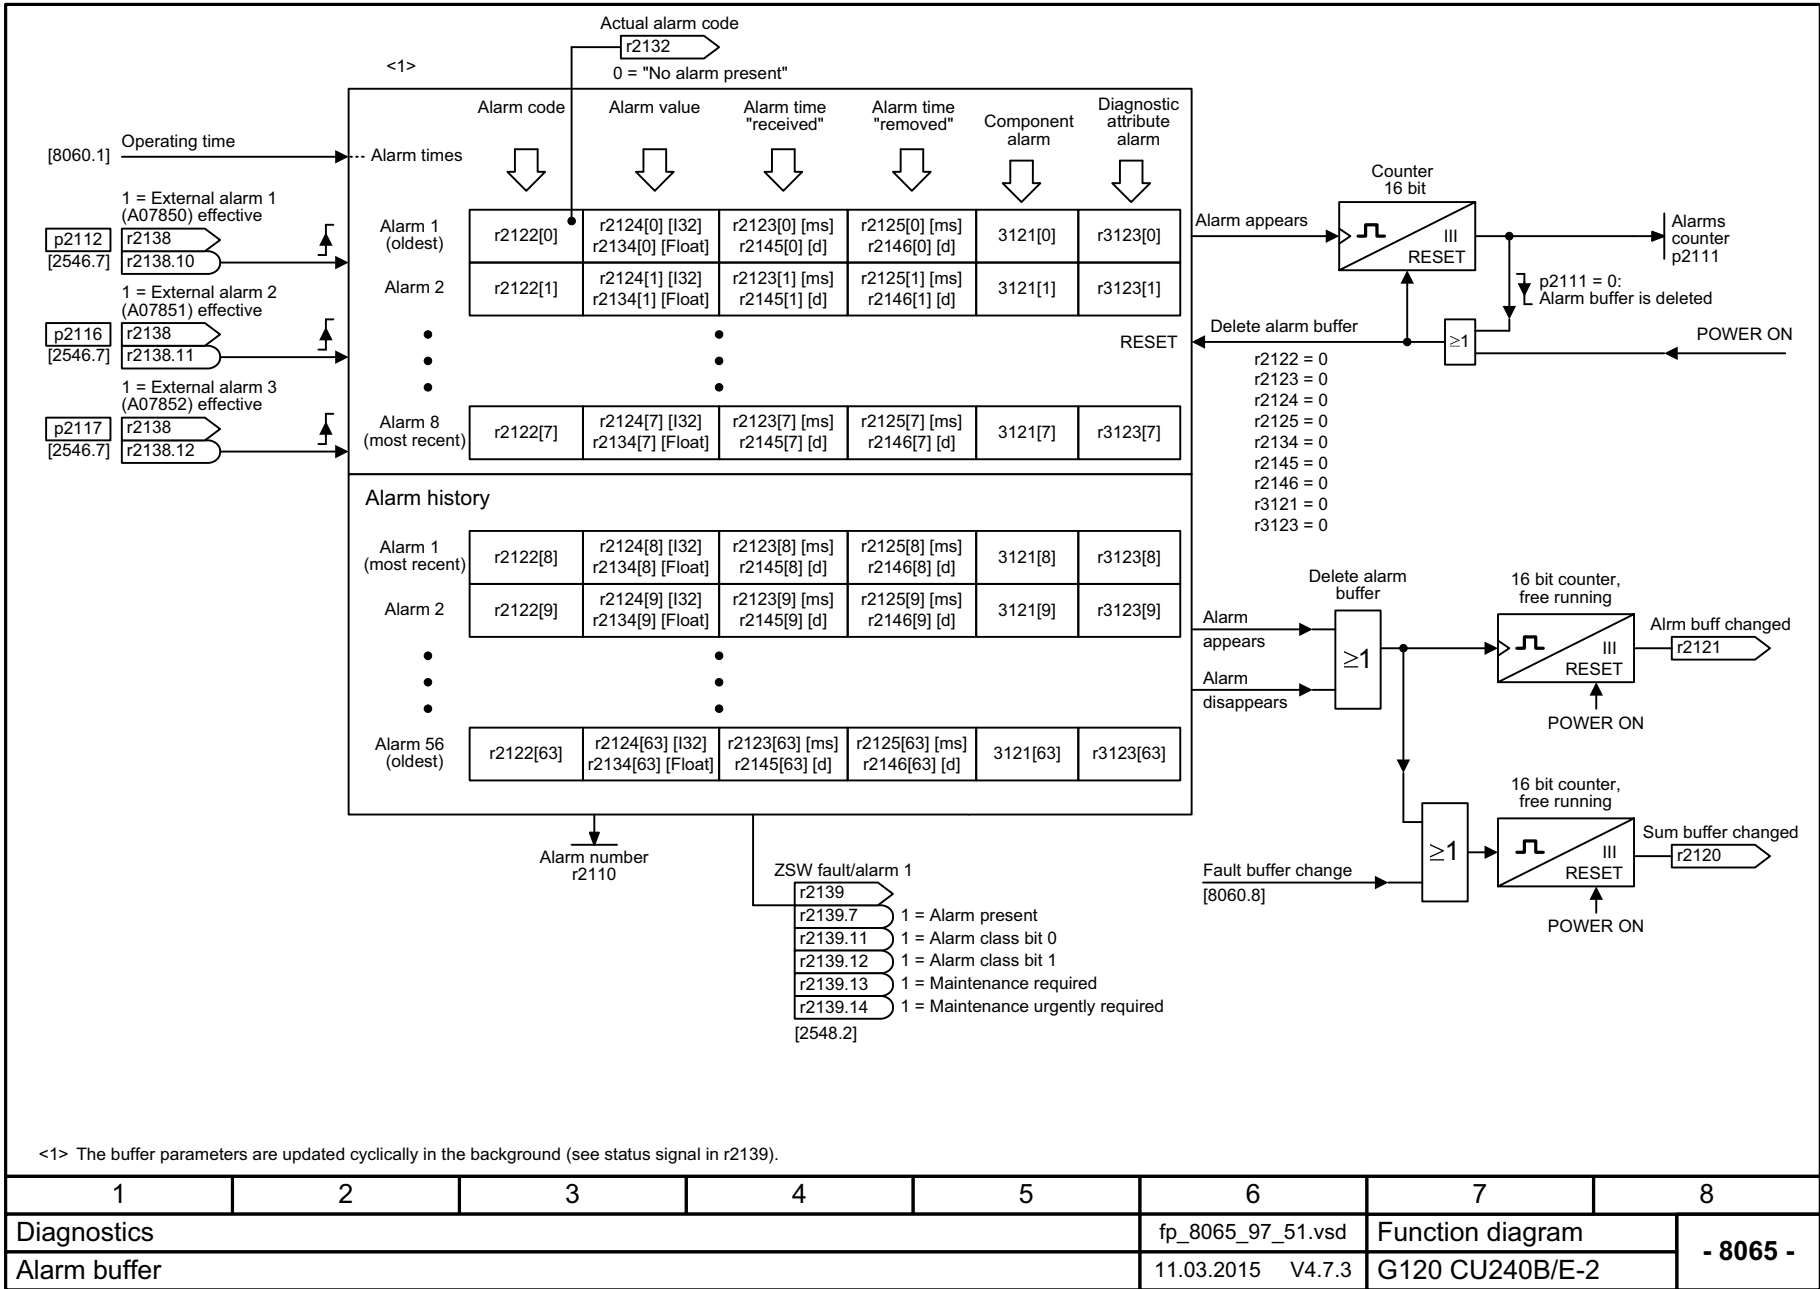 Actual alarm code
r2132
0 = "No alarm present"
<1>
Alarm code
Alarm value
Alarm time
"received"
Alarm time
"removed"
Component
alarm
Diagnostic
attribute
alarm
[8060.1]
Operating time
Alarm times
1 = External alarm 1
(A07850) effective
p2112
r2138
[2546.7]
r2138.10
1 = External alarm 2
(A07851) effective
p2116
r2138
[2546.7]
r2138.11
1 = External alarm 3
(A07852) effective
p2117
r2138
[2546.7]
r2138.12
Alarm 1
(oldest)
r2122[0]
r2124[0] [I32]
r2134[0] [Float]
r2123[0] [ms]
r2145[0] [d]
r2125[0] [ms]
r2146[0] [d]
3121[0]
r3123[0]
Alarm 2
r2122[1]
r2124[1] [I32]
r2134[1] [Float]
r2123[1] [ms]
r2145[1] [d]
r2125[1] [ms]
r2146[1] [d]
3121[1]
r3123[1]
RESET
Alarm 8
(most recent)
r2122[7]
r2124[7] [I32]
r2134[7] [Float]
r2123[7] [ms]
r2145[7] [d]
r2125[7] [ms]
r2146[7] [d]
3121[7]
r3123[7]
Alarm appears
Counter
16 bit
III
RESET
Alarms
counter
p2111
p2111 = 0:
Alarm buffer is deleted
Delete alarm buffer
≥1
POWER ON
r2122 = 0
r2123 = 0
r2124 = 0
r2125 = 0
r2134 = 0
r2145 = 0
r2146 = 0
r3121 = 0
r3123 = 0
Alarm history
Alarm 1
(most recent)
r2122[8]
r2124[8] [I32]
r2134[8] [Float]
r2123[8] [ms]
r2145[8] [d]
r2125[8] [ms]
r2146[8] [d]
3121[8]
r3123[8]
Alarm 2
r2122[9]
r2124[9] [I32]
r2134[9] [Float]
r2123[9] [ms]
r2145[9] [d]
r2125[9] [ms]
r2146[9] [d]
3121[9]
r3123[9]
Alarm 56
(oldest)
r2122[63]
r2124[63] [I32]
r2134[63] [Float]
r2123[63] [ms]
r2145[63] [d]
r2125[63] [ms]
r2146[63] [d]
3121[63]
r3123[63]
Delete alarm
buffer
Alarm
appears
Alarm
disappears
≥1
16 bit counter,
free running
III
RESET
POWER ON
Alrm buff changed
r2121
16 bit counter,
free running
≥1
III
RESET
POWER ON
Sum buffer changed
r2120
Fault buffer change
[8060.8]
Alarm number
r2110
ZSW fault/alarm 1
r2139
r2139.7
1 = Alarm present
r2139.11
1 = Alarm class bit 0
r2139.12
1 = Alarm class bit 1
r2139.13
1 = Maintenance required
r2139.14
1 = Maintenance urgently required
[2548.2]
<1> The buffer parameters are updated cyclically in the background (see status signal in r2139).
1 2 3 4 5 6 7 8
Diagnostics
fp_8065_97_51.vsd
Function diagram
- 8065 -
Alarm buffer
11.03.2015 V4.7.3
G120 CU240B/E-2